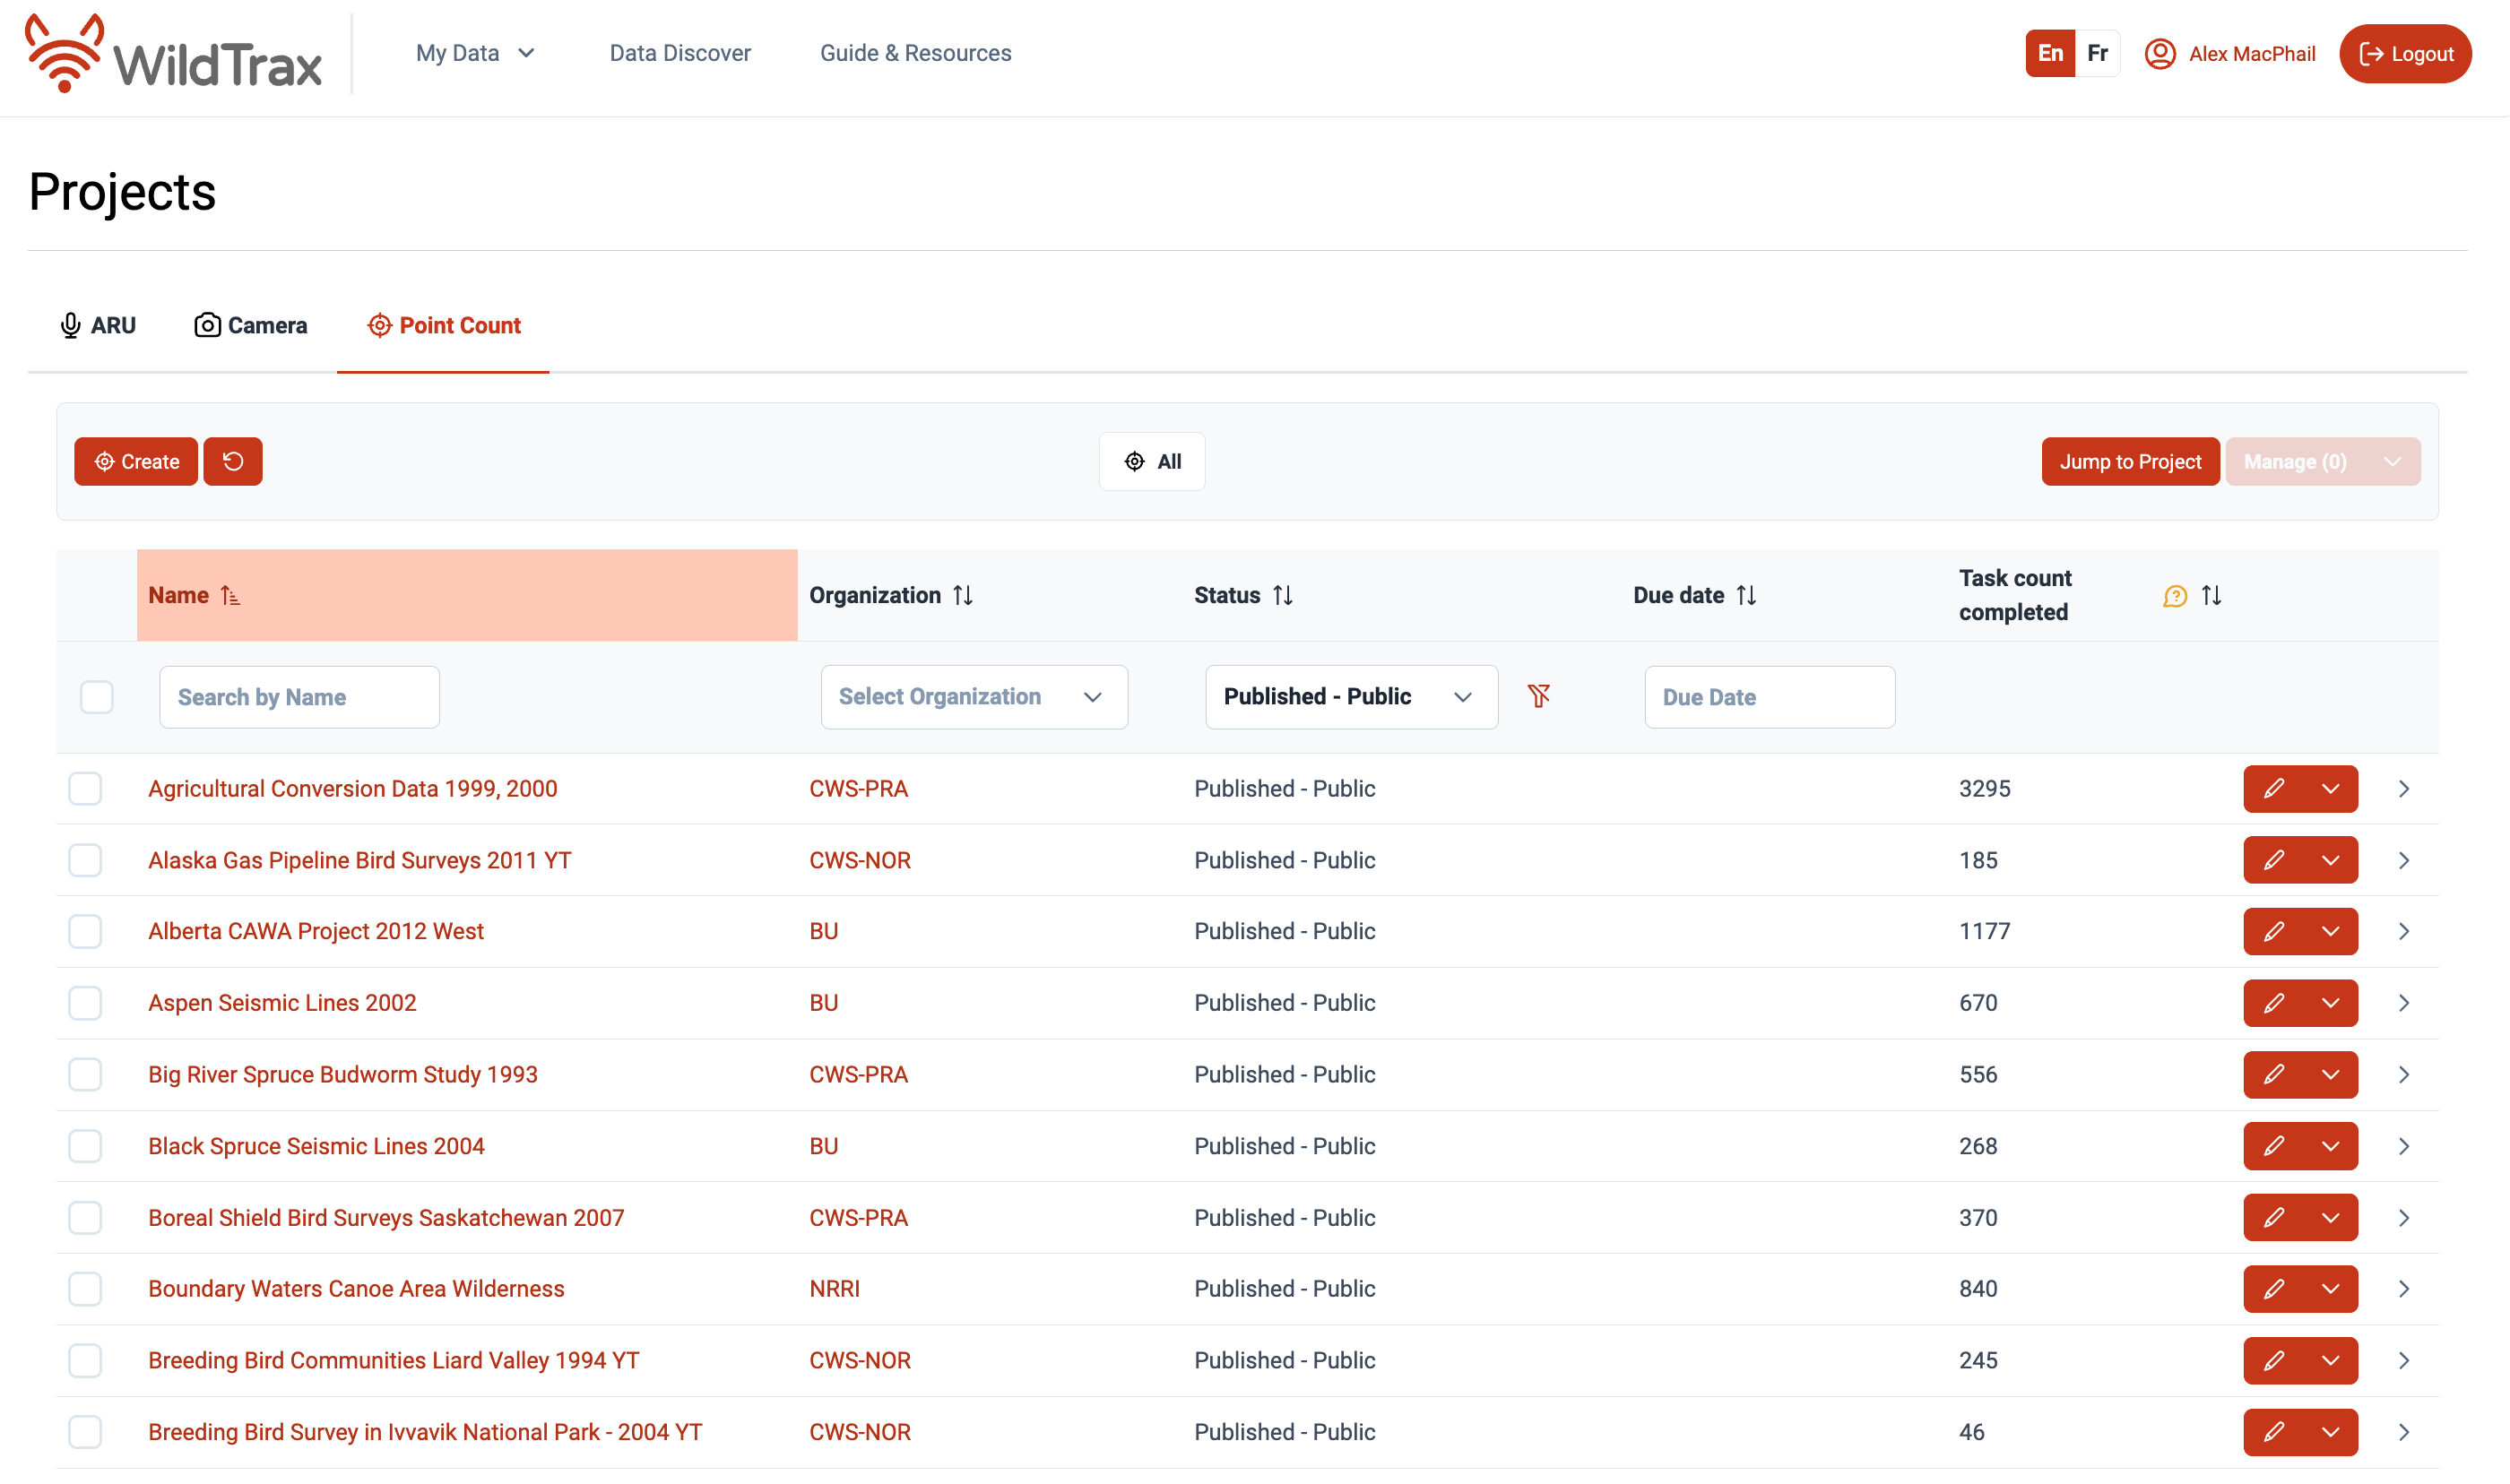 WildTrax
My Data
Data Discover
Guide & Resources
En Fr
Alex MacPhail
Logout
Projects
ARU
Camera
Point Count
Create
All
Jump to Project
Manage (0)
Name
Organization
Status
Due date
Task count
completed
?
Search by Name
Select Organization
Published - Public
Due Date
Agricultural Conversion Data 1999, 2000 CWS-PRA Published - Public 3295
Alaska Gas Pipeline Bird Surveys 2011 YT CWS-NOR Published - Public 185
Alberta CAWA Project 2012 West BU Published - Public 1177
Aspen Seismic Lines 2002 BU Published - Public 670
Big River Spruce Budworm Study 1993 CWS-PRA Published - Public 556
Black Spruce Seismic Lines 2004 BU Published - Public 268
Boreal Shield Bird Surveys Saskatchewan 2007 CWS-PRA Published - Public 370
Boundary Waters Canoe Area Wilderness NRRI Published - Public 840
Breeding Bird Communities Liard Valley 1994 YT CWS-NOR Published - Public 245
Breeding Bird Survey in Ivvavik National Park - 2004 YT CWS-NOR Published - Public 46